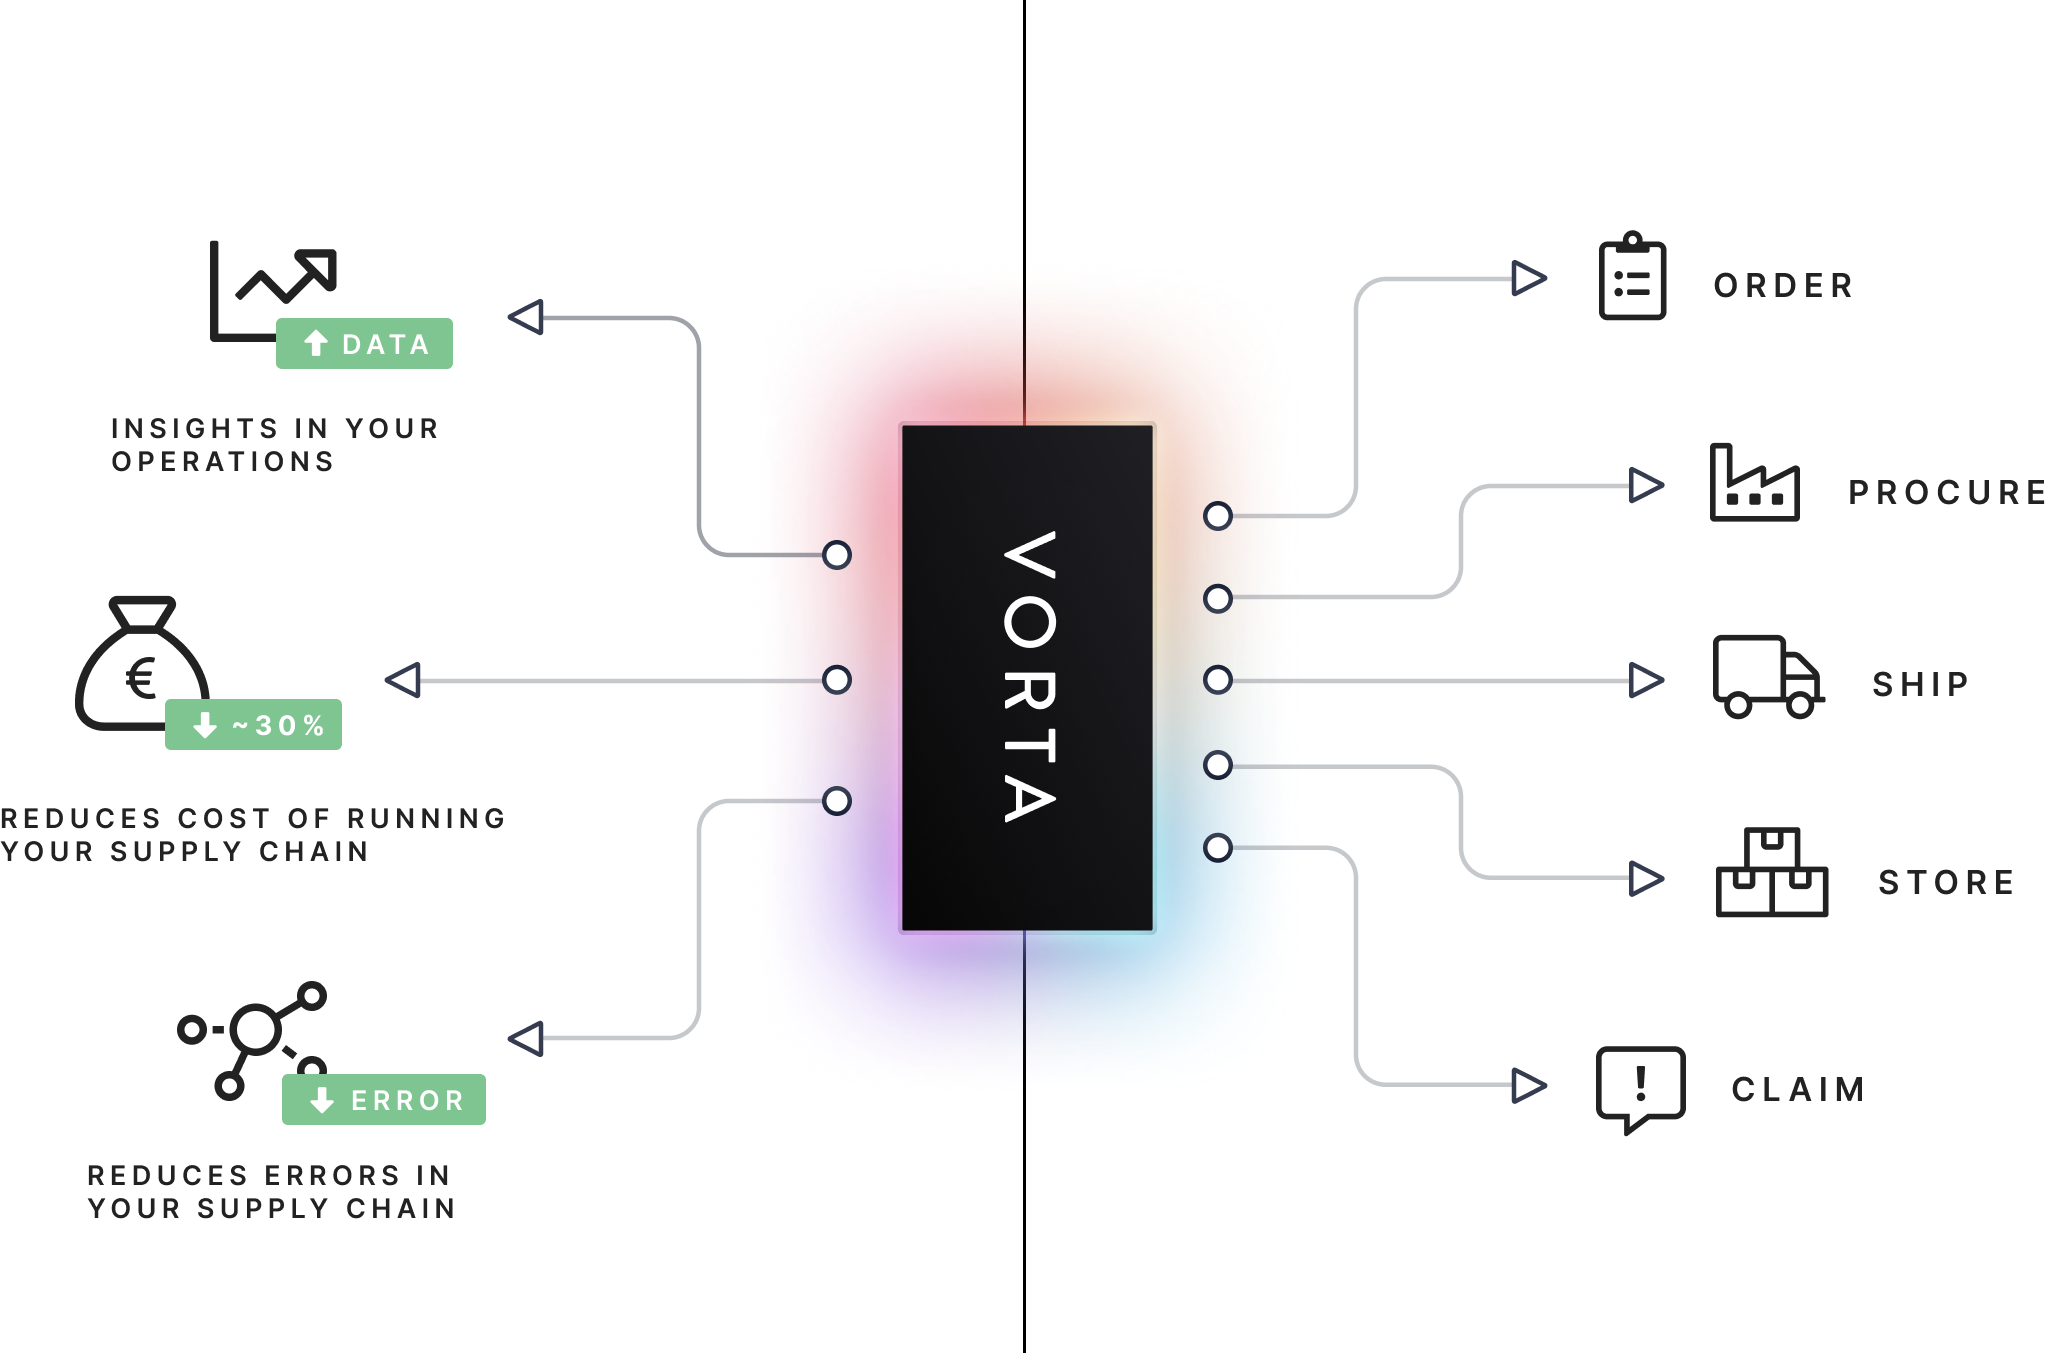 DATA
INSIGHTS IN YOUR
OPERATIONS
€
~30%
REDUCES COST OF RUNNING
YOUR SUPPLY CHAIN
ERROR
REDUCES ERRORS IN
YOUR SUPPLY CHAIN
VORTA
ORDER
PROCURE
SHIP
STORE
!
CLAIM